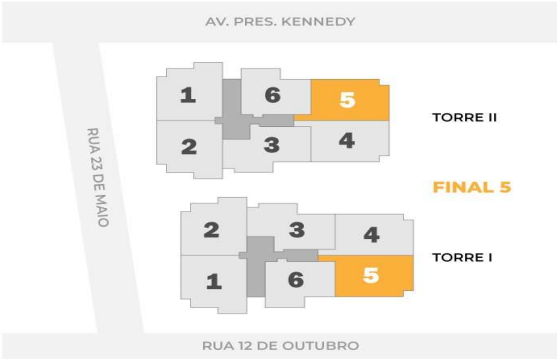 AV. PRES. KENNEDY
RUA 23 DE MAIO
1
6
5
2
3
4
TORRE II
FINAL 5
2
3
4
1
6
5
TORRE I
RUA 12 DE OUTUBRO